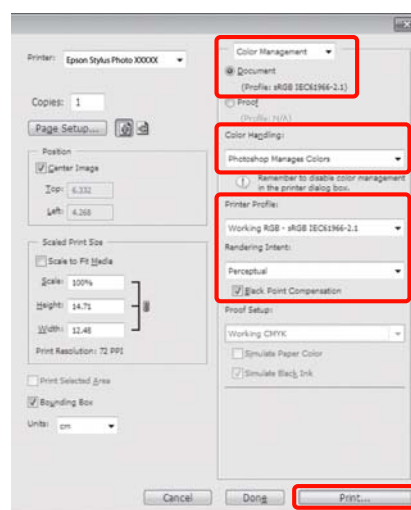 Printer: Epson Stylus Photo XXXXX
Copies: 1
Page Setup...
Position
Center Image
Top: 6.332
Left: 4.268
Scaled Print Size
Scale to Fit Media
Scale: 100%
Height: 14.71
Width: 12.48
Print Resolution: 72 PPI
Print Selected Area
Bounding Box
Units: cm
Color Management
Document
(Profile: sRGB IEC61966-2.1)
Proof
(Profile: N/A)
Color Handling:
Photoshop Manages Colors
Remember to disable color management
in the printer dialog box.
Printer Profile:
Working RGB - sRGB IEC61966-2.1
Rendering Intent:
Perceptual
Black Point Compensation
Proof Setup:
Working CMYK
Simulate Paper Color
Simulate Black Ink
Cancel
Done
Print...